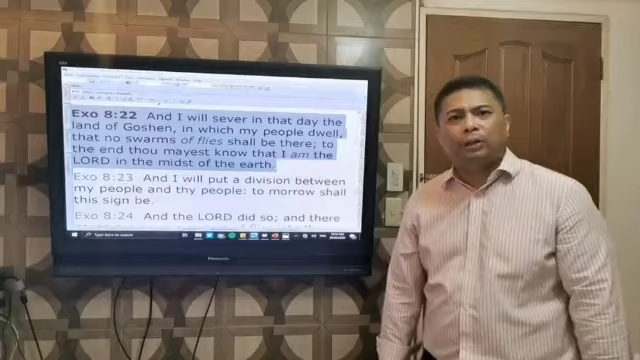 Exo 8:22 And I will sever in that day the
land of Goshen, in which my people dwell,
that no swarms of flies shall be there; to
the end thou mayest know that I am the
LORD in the midst of the earth.
Exo 8:23 And I will put a division between
my people and thy people: to morrow shall
this sign be.
Exo 8:24 And the LORD did so; and there
Type here to search
Panasonic